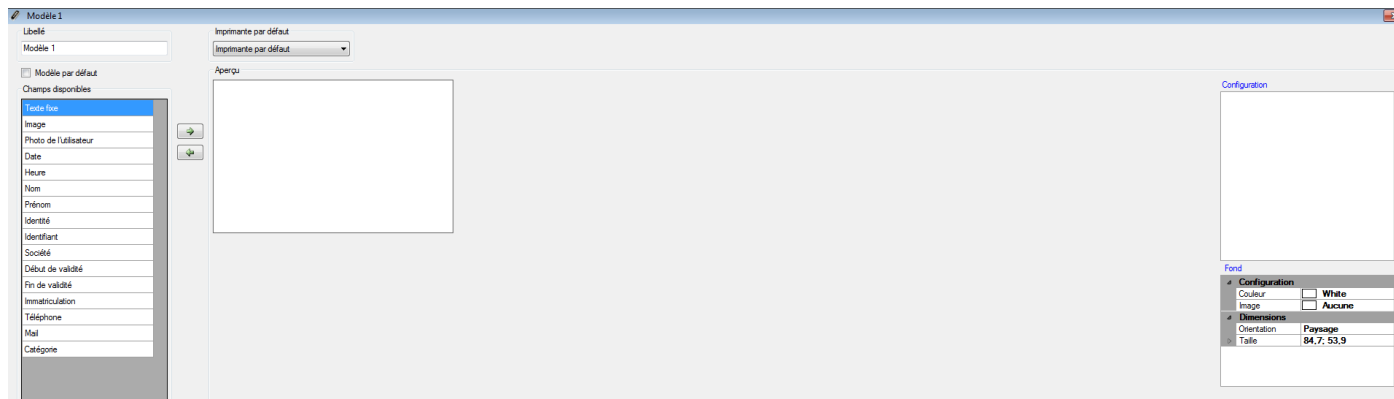 Modèle 1
Libellé
Modèle 1
Imprimante par défaut
Imprimante par défaut
Modèle par défaut
Champs disponibles
Texte fixe
Image
Photo de l'utilisateur
Date
Heure
Nom
Prénom
Identité
Identifiant
Société
Début de validité
Fin de validité
Immatriculation
Téléphone
Mail
Catégorie
Aperçu
Configuration
Fond
Configuration
Couleur White
Image Aucune
Dimensions
Orientation Paysage
Taille 84,7; 53,9